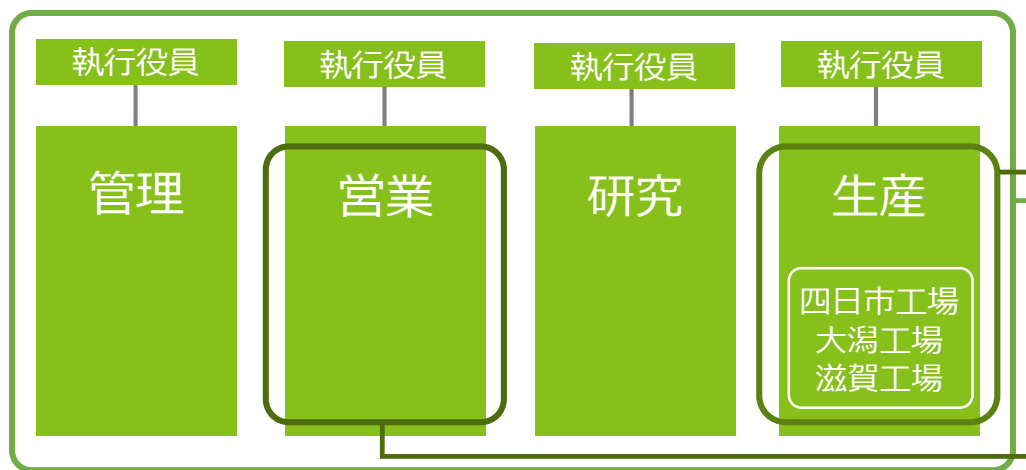 執行役員
執行役員
執行役員
執行役員
管理
営業
研究
生産
四日市工場
大潟工場
滋賀工場